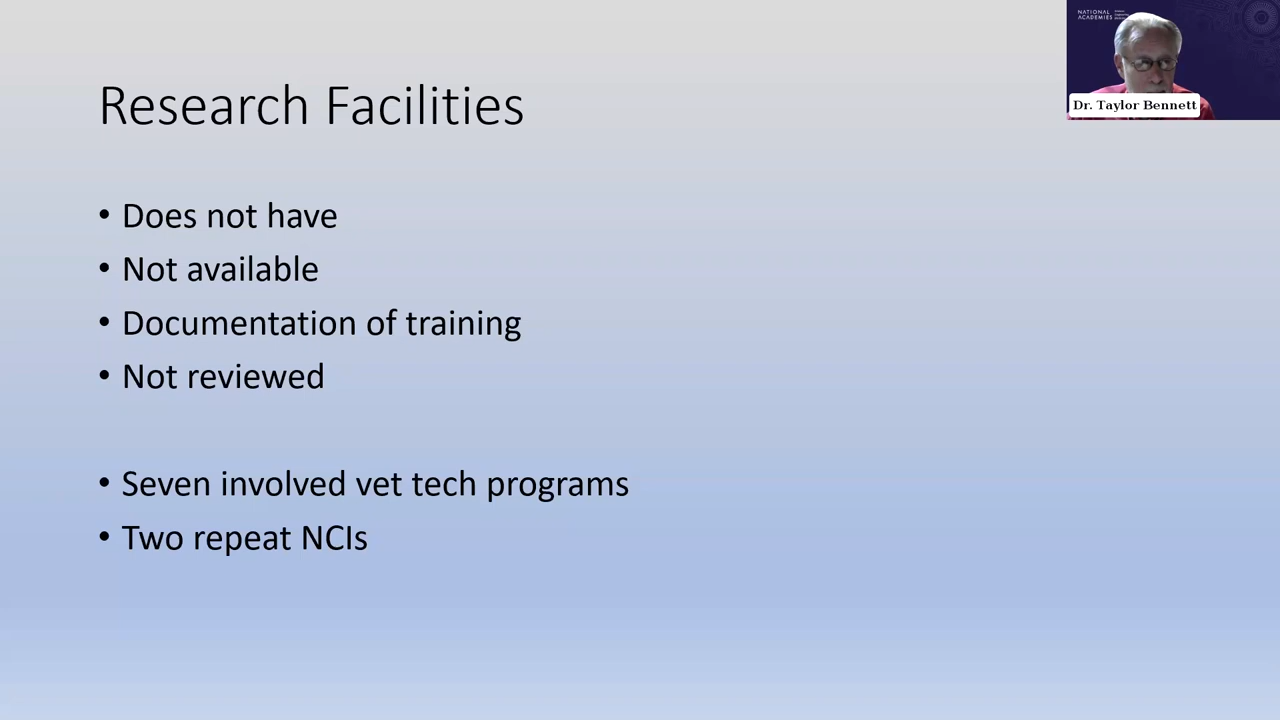 Research Facilities
• Does not have
• Not available
• Documentation of training
• Not reviewed
• Seven involved vet tech programs
• Two repeat NCIs
NATIONAL
ACADEMIES
Dr. Taylor Bennett